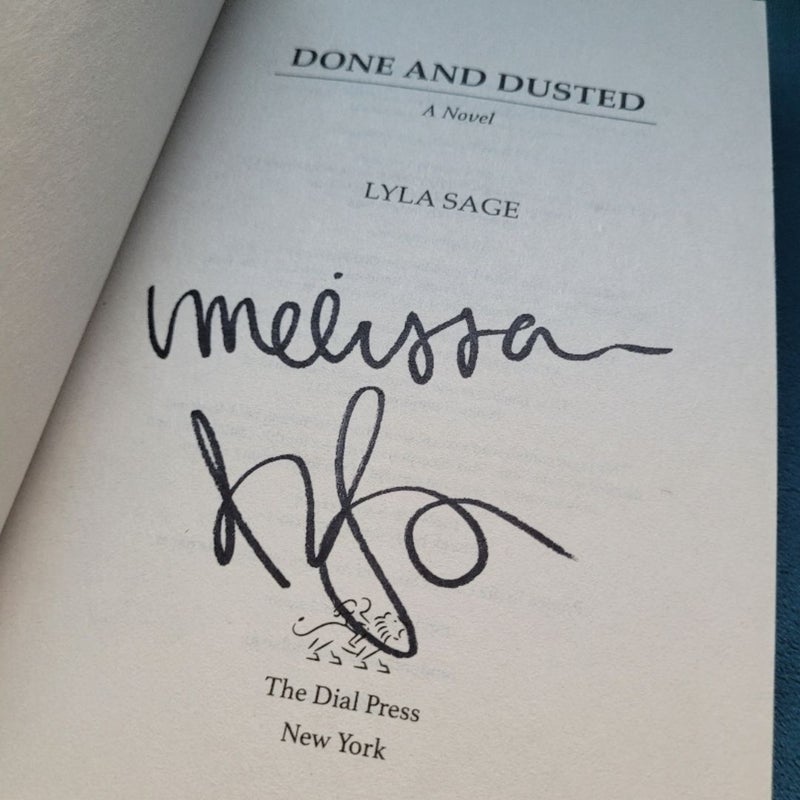 DONE AND DUSTED
A Novel
LYLA SAGE
melissa
The Dial Press
New York